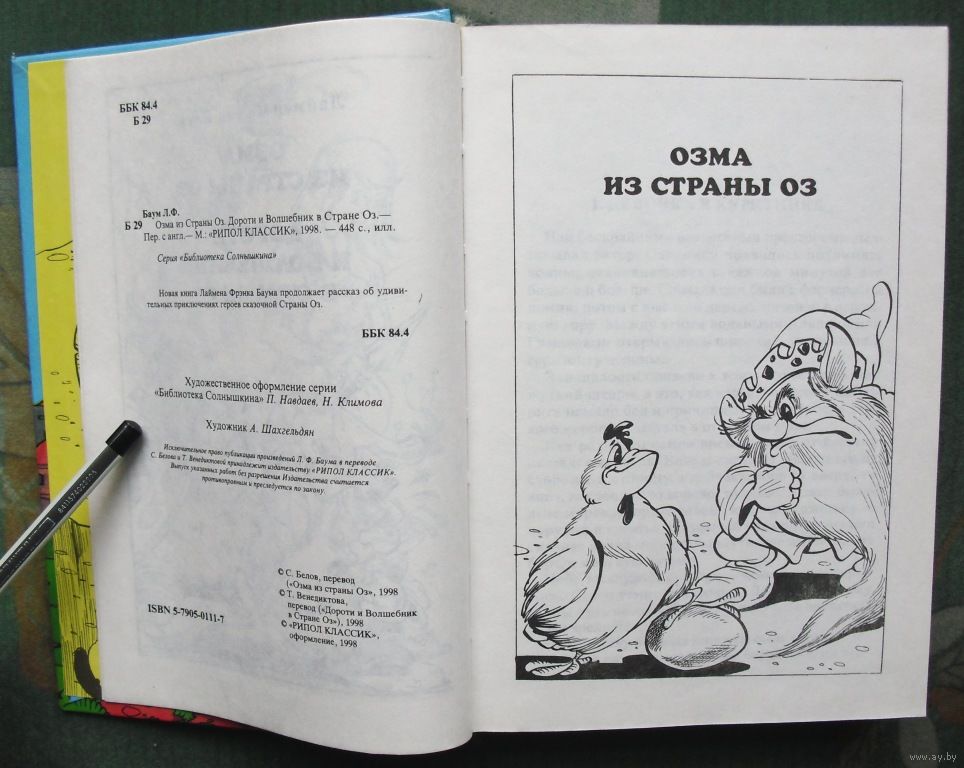 ББК 84.4
Б 29
Баум Л.Ф.
Б 29 Озма из Страны Оз. Дороти и Волшебник в Стране Оз.—
Пер. с англ.— М.: «РИПОЛ КЛАССИК», 1998. — 448 с., илл.
Серия «Библиотека Солнышкина»
Новая книга Лаймена Фрэнка Баума продолжает рассказ об удиви-
тельных приключениях героев сказочной Страны Оз.
ББК 84.4
Художественное оформление серии
«Библиотека Солнышкина» П. Навдаев, Н. Климова
Художник А. Шахгельдян
Исключительное право публикации произведений Л. Ф. Баума в переводе
С. Белова и Т. Венедиктовой принадлежит издательству «РИПОЛ КЛАССИК».
Выпуск указанных работ без разрешения Издательства считается
противоправным и преследуется по закону.
© С. Белов, перевод
(«Озма из страны Оз», 1998
© Т. Венедиктова,
перевод («Дороти и Волшебник
в Стране Оз»), 1998
© «РИПОЛ КЛАССИК»,
оформление, 1998
ISBN 5-7905-0111-7
ОЗМА
ИЗ СТРАНЫ ОЗ
www.ay.by